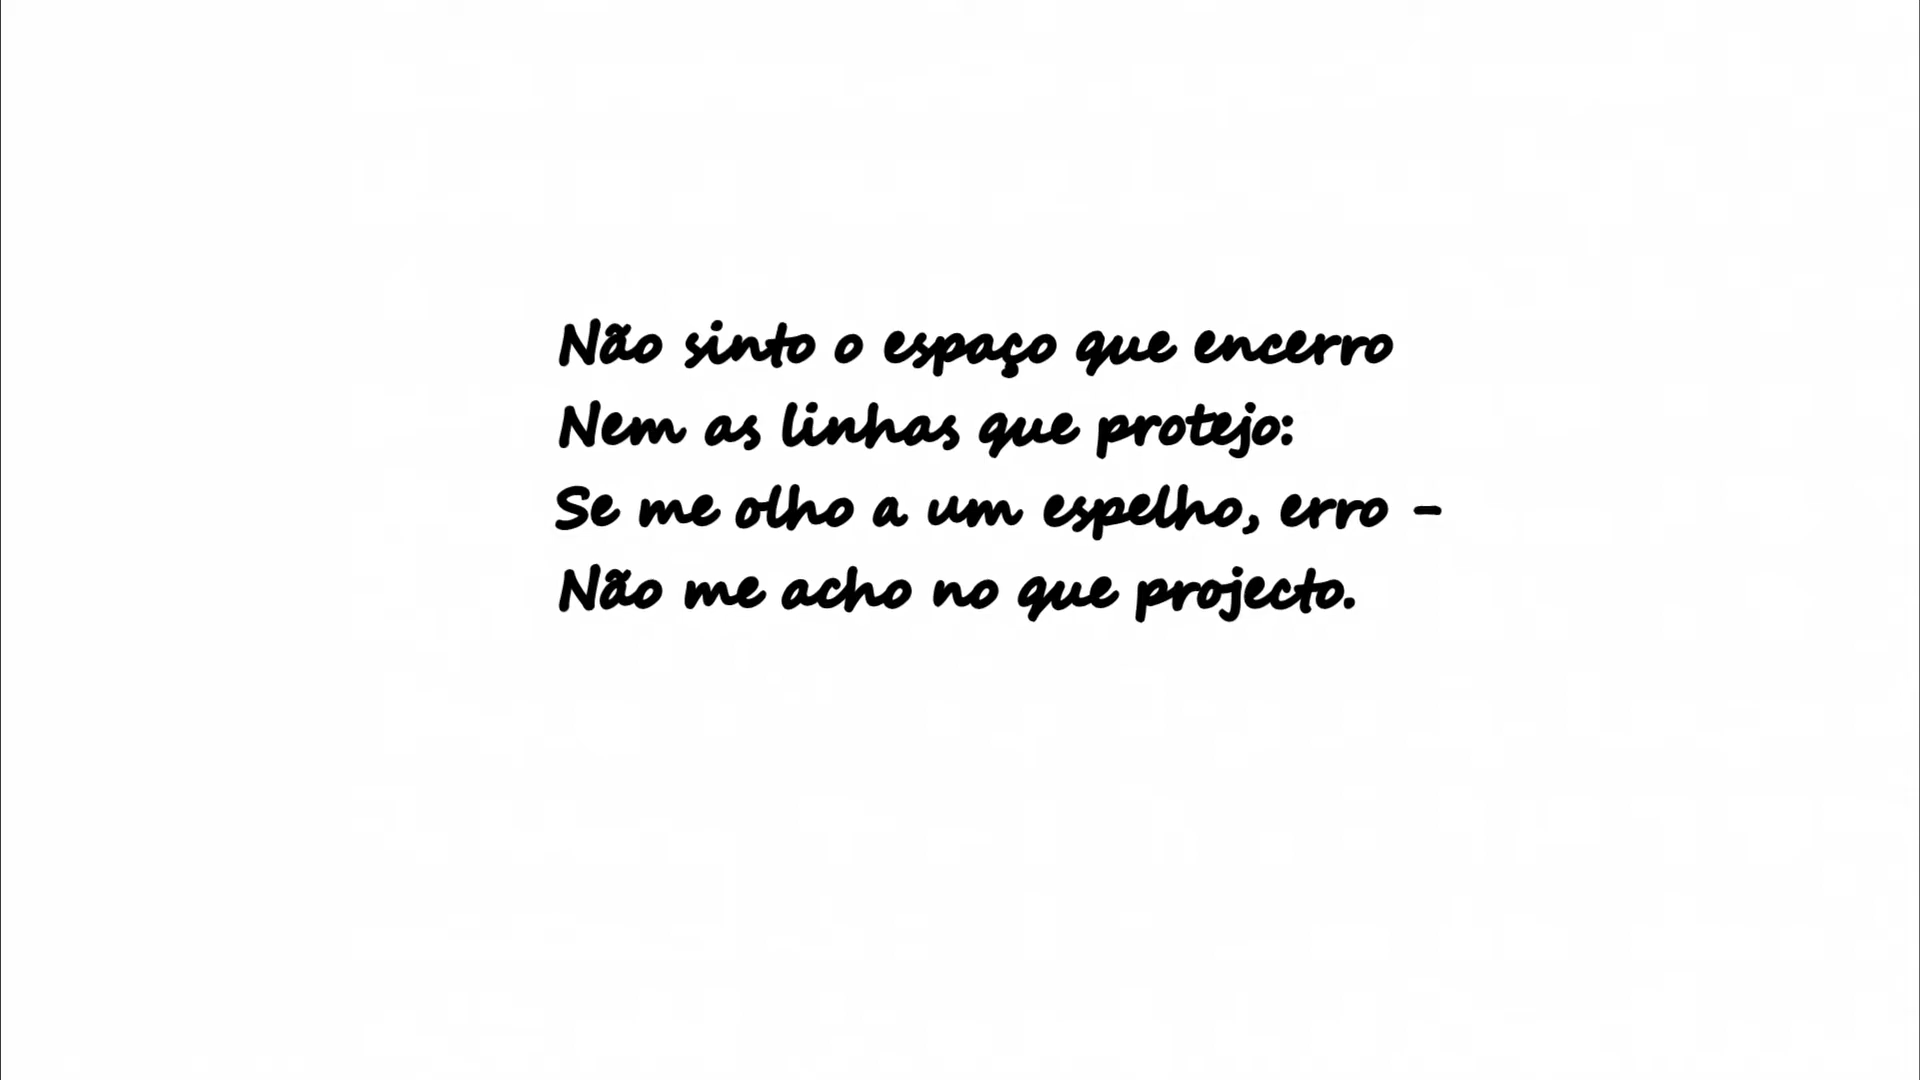 Não sinto o espaço que encerro
Nem as linhas que protejo:
Se me olho a um espelho, erro -
Não me acho no que projecto.